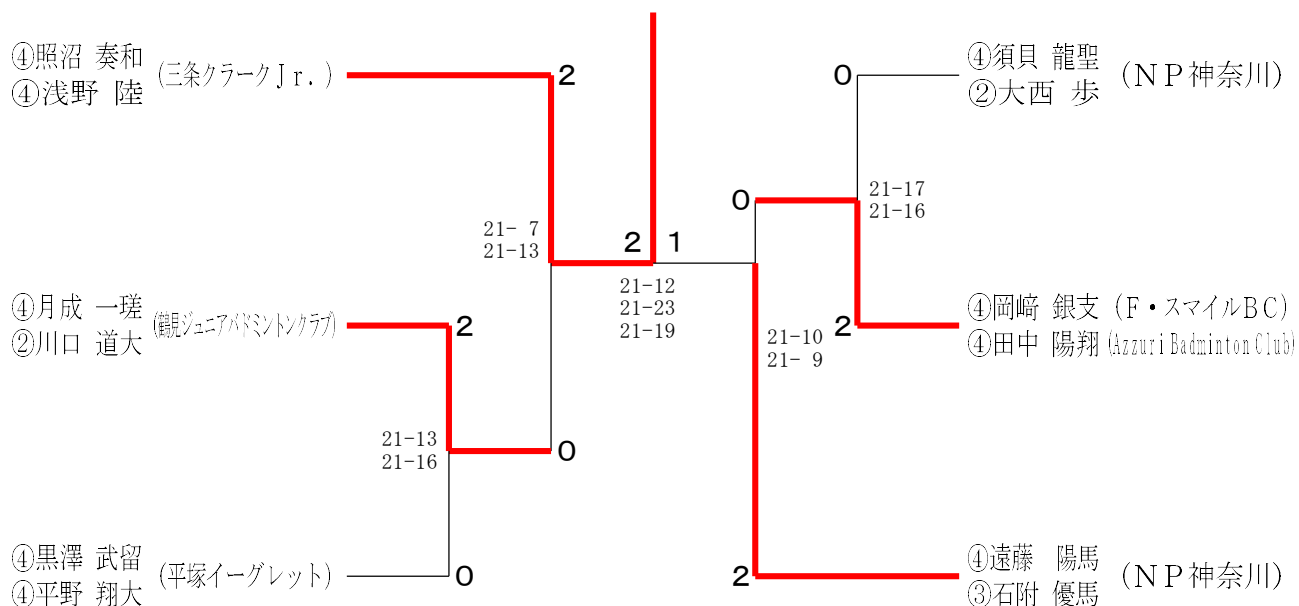 ④照沼 奏和
④浅野 陸
(三条クラークＪｒ.)
2
21- 7
21-13
④月成 一瑳
②川口 道大
(鶴見ジュニアバドミントンクラブ)
2
21-13
21-16
0
④黒澤 武留
④平野 翔大
(平塚イーグレット)
0
2 1
21-12
21-23
21-19
0
④須貝 龍聖
②大西 歩
(ＮＰ神奈川)
0
21-17
21-16
④岡﨑 銀支 (Ｆ・スマイルＢＣ)
④田中 陽翔 (Azzuri Badminton Club)
2
21-10
21- 9
④遠藤 陽馬
③石附 優馬
(ＮＰ神奈川)
2